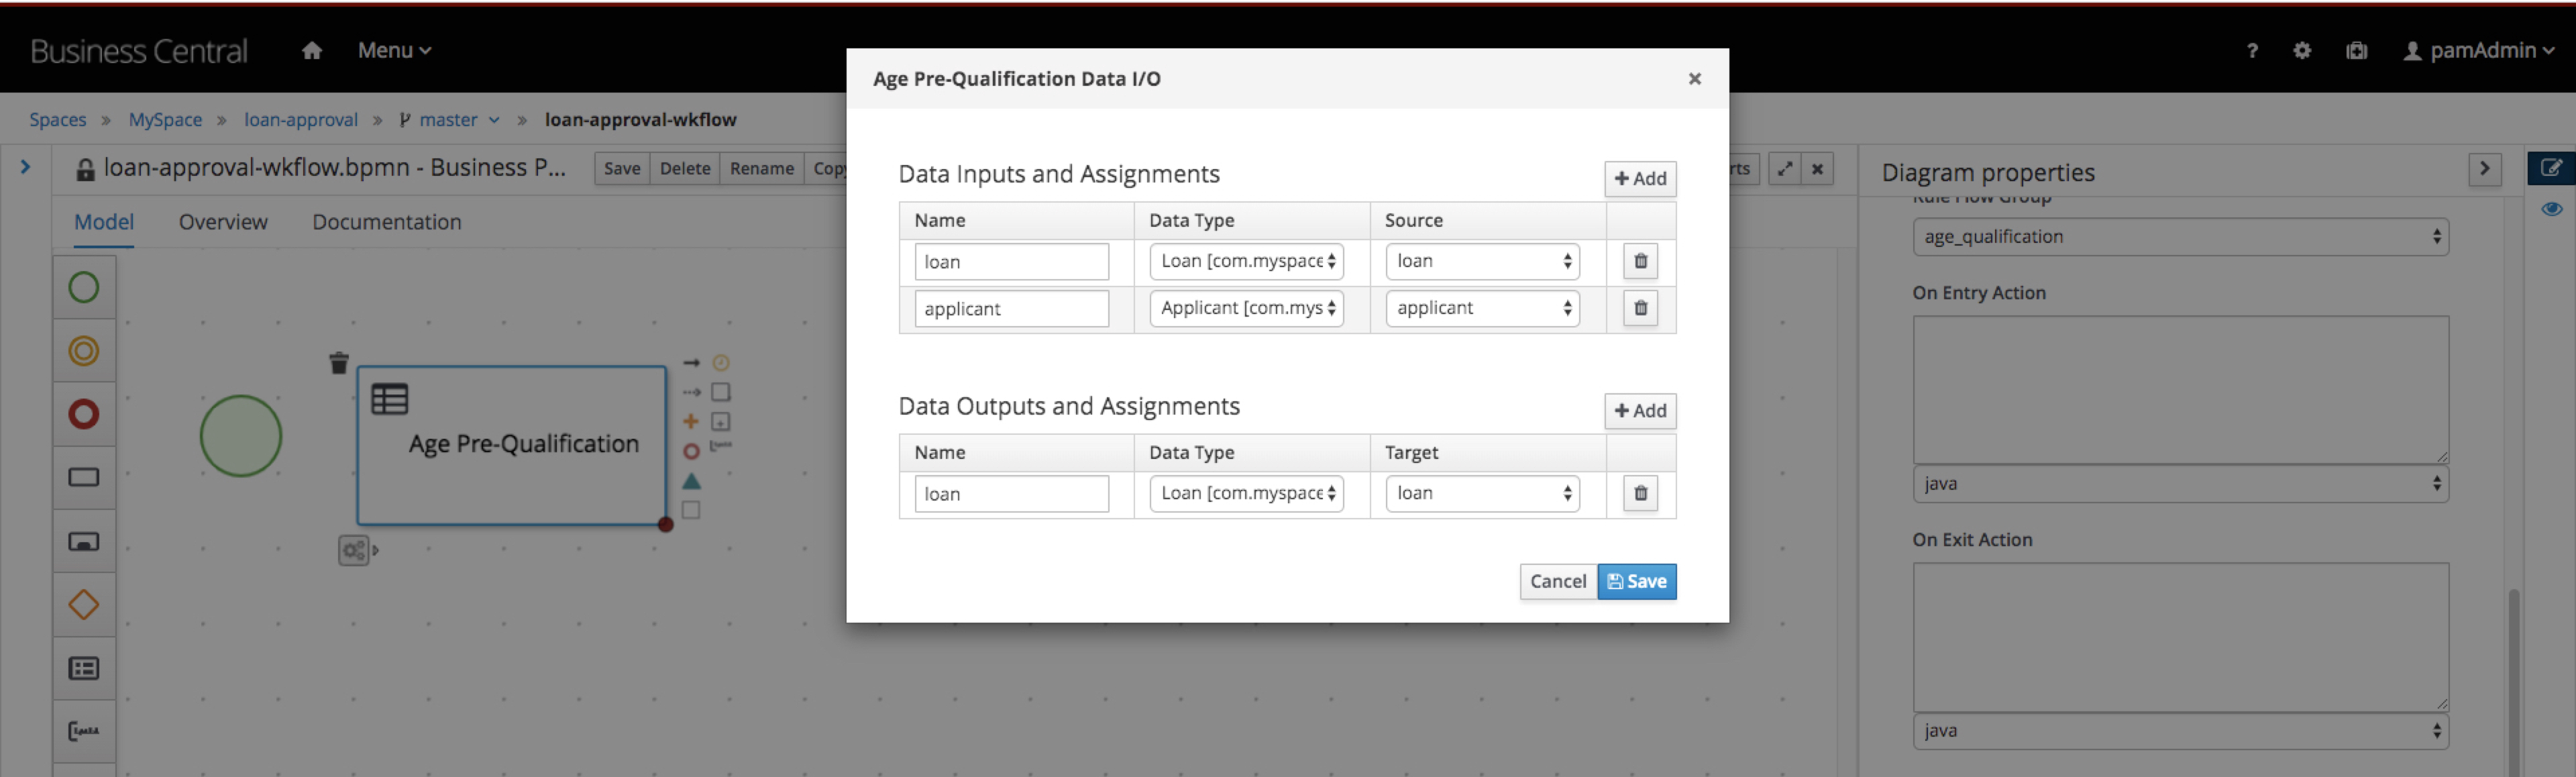 Business Central
Menu
?
pamAdmin
Spaces » MySpace » loan-approval » master » loan-approval-wkflow
loan-approval-wkflow.bpmn - Business P...
Save Delete Rename Copy
Model Overview Documentation
Age Pre-Qualification
Age Pre-Qualification Data I/O
×
Data Inputs and Assignments
+ Add
Name Data Type Source
loan Loan [com.myspace loan
applicant Applicant [com.mys applicant
Data Outputs and Assignments
+ Add
Name Data Type Target
loan Loan [com.myspace loan
Cancel Save
rts
Diagram properties
Rule Flow Group
age_qualification
On Entry Action
java
On Exit Action
java